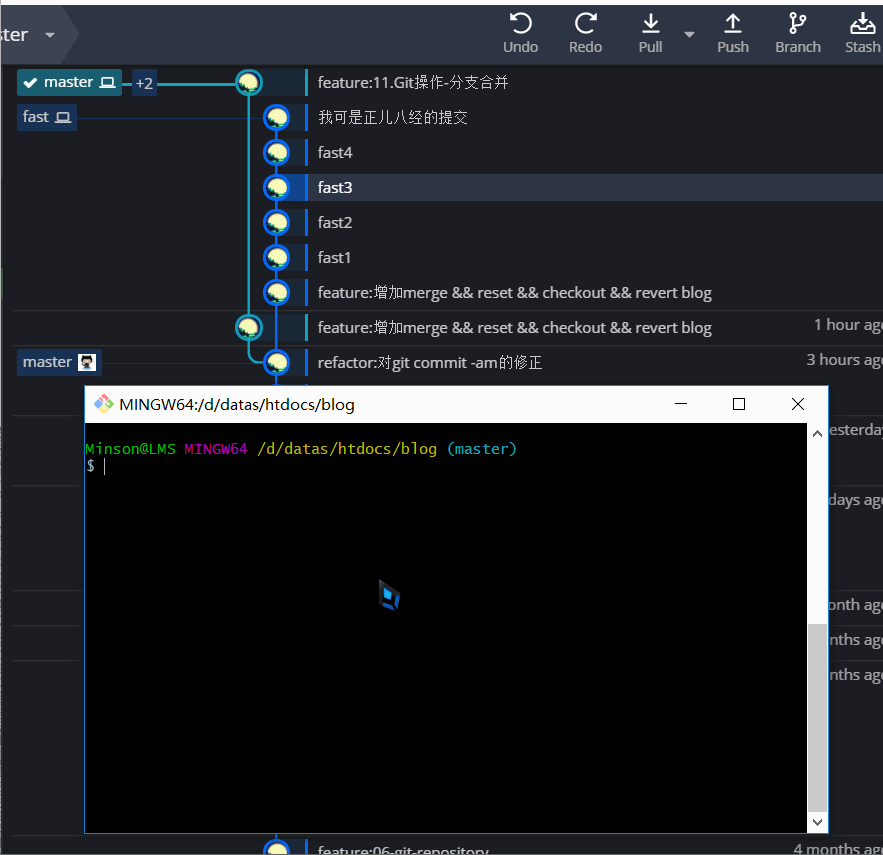 ter
Undo
Redo
Pull
Push
Branch
Stash
master +2 feature:11.Git操作-分支合并
fast 我可是正儿八经的提交
fast4
fast3
fast2
fast1
feature:增加merge && reset && checkout && revert blog
feature:增加merge && reset && checkout && revert blog 1 hour ago
master refactor:对git commit -am的修正 3 hours ago
MINGW64:/d/datas/htdocs/blog
esterda
Minson@LMS MINGW64 /d/datas/htdocs/blog (master)
$
days ag
onth ag
nths ag
nths ag
feature:06-git-repository 4 months ago